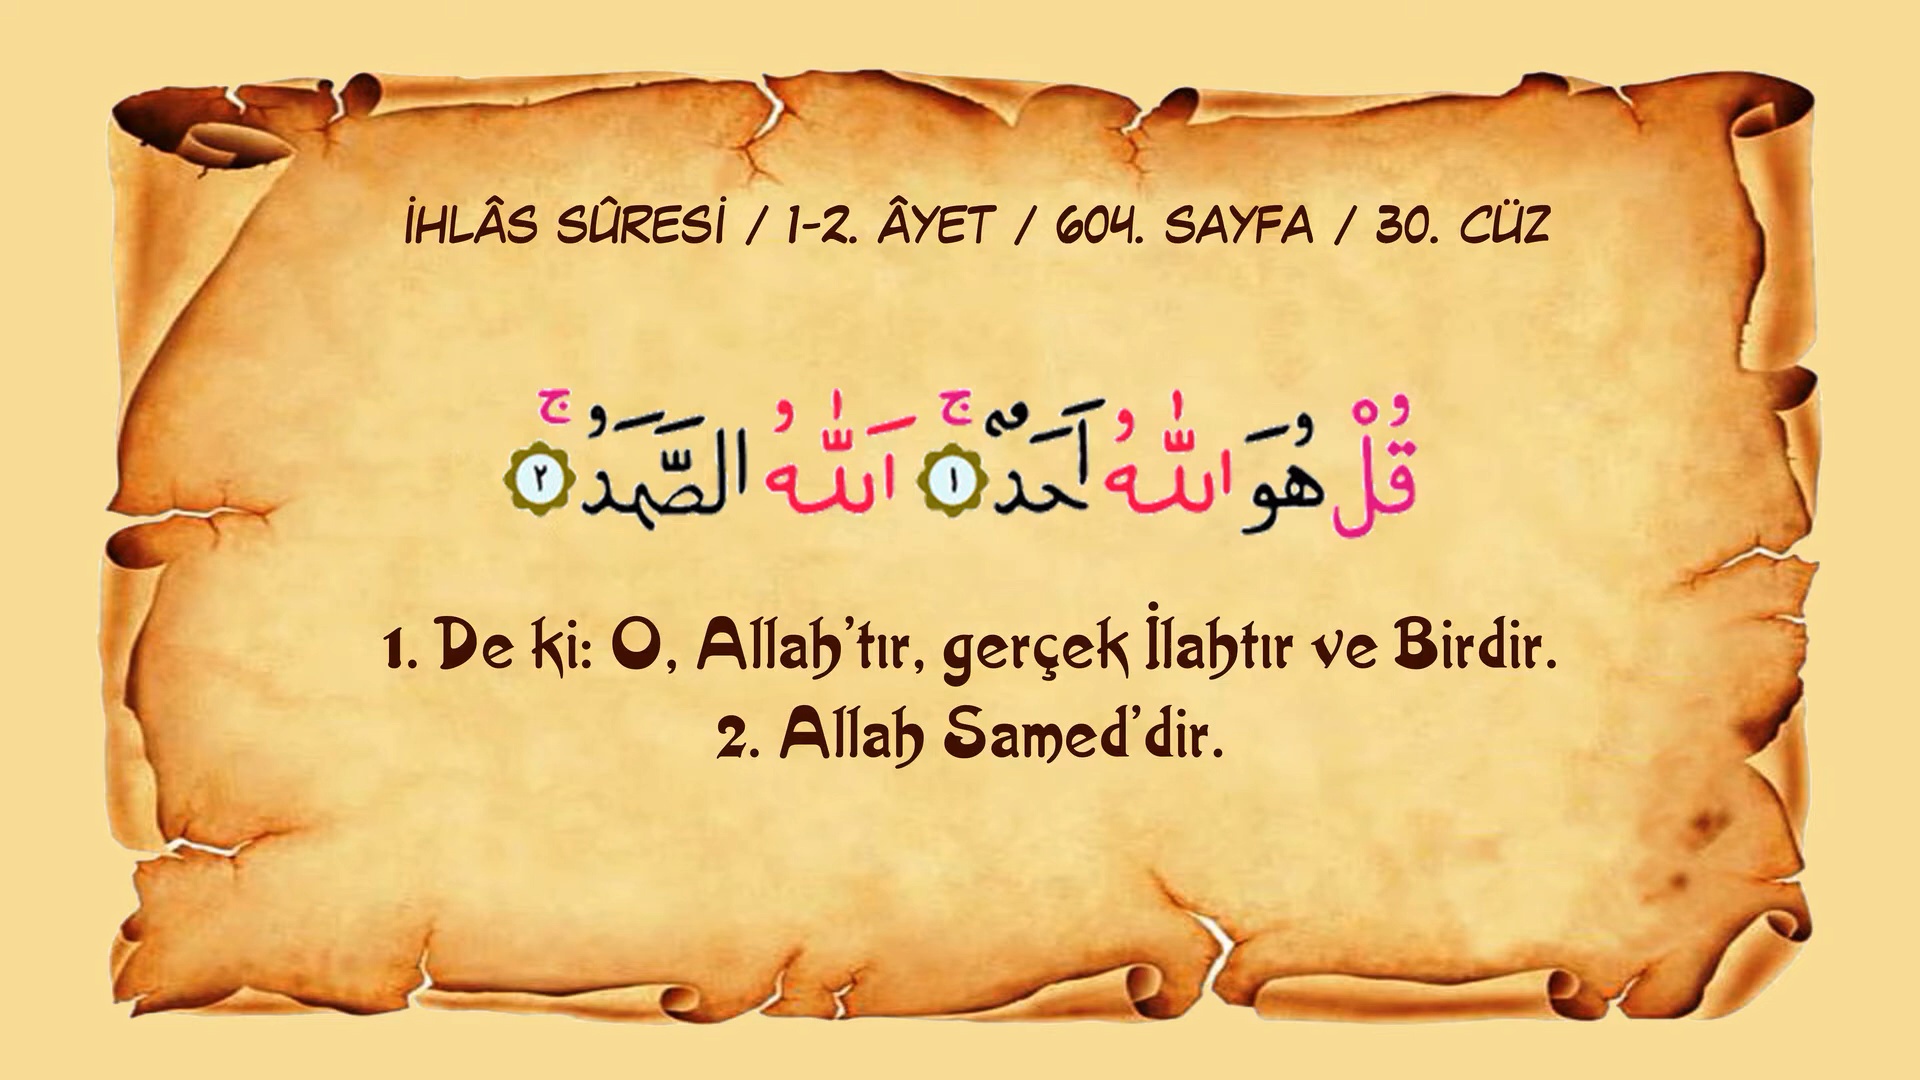 İHLÂS SÛRESİ / 1-2. ÂYET / 604. SAYFA / 30. CÜZ
قُلْ هُوَ اللّٰهُ اَحَدٌۚ ﴿١﴾ اَللّٰهُ الصَّمَدُۚ ﴿٢﴾
1. De ki: O, Allah’tır, gerçek İlahtır ve Birdir.
2. Allah Samed’dir.